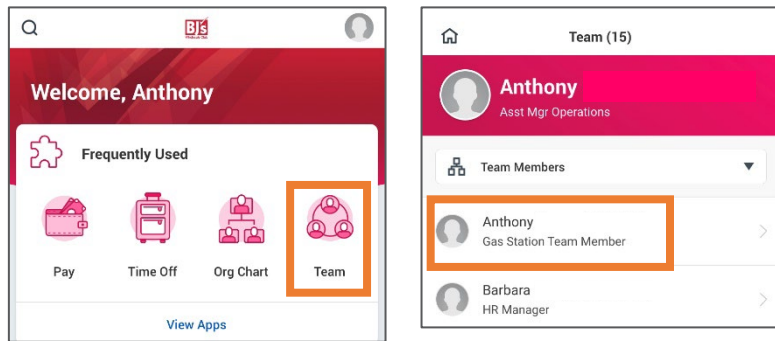 BJ's
Welcome, Anthony
Frequently Used
Pay
Time Off
Org Chart
Team
View Apps
Team (15)
Anthony
Asst Mgr Operations
Team Members
Anthony
Gas Station Team Member
Barbara
HR Manager